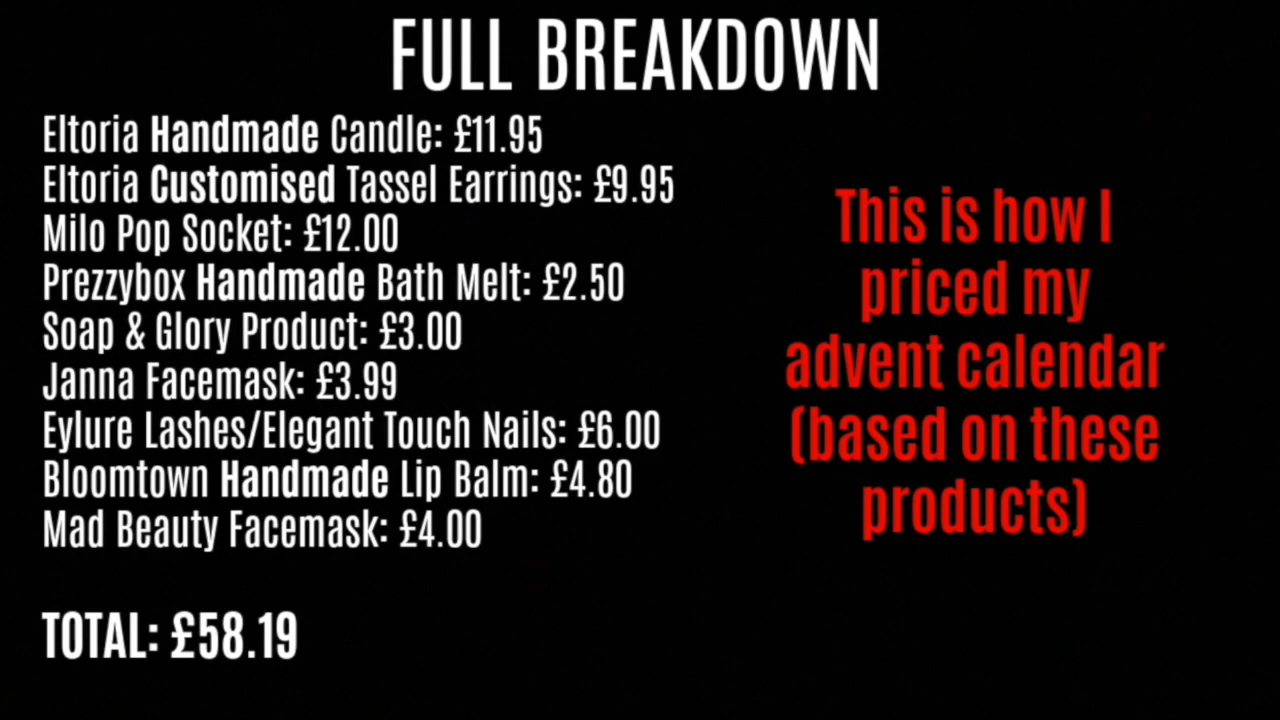 FULL BREAKDOWN
Eltoria Handmade Candle: £11.95
Eltoria Customised Tassel Earrings: £9.95
Milo Pop Socket: £12.00
Prezzybox Handmade Bath Melt: £2.50
Soap & Glory Product: £3.00
Janna Facemask: £3.99
Eylure Lashes/Elegant Touch Nails: £6.00
Bloomtown Handmade Lip Balm: £4.80
Mad Beauty Facemask: £4.00
TOTAL: £58.19
This is how I
priced my
advent calendar
(based on these
products)